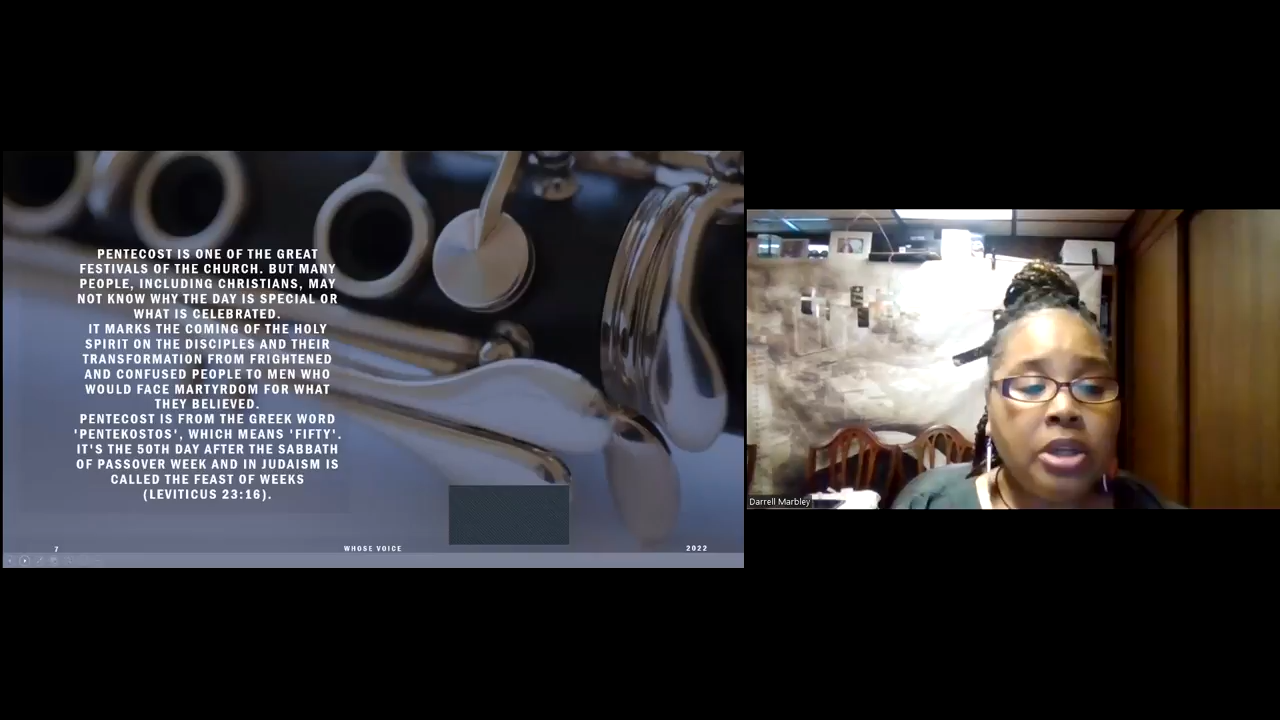 PENTECOST IS ONE OF THE GREAT
FESTIVALS OF THE CHURCH. BUT MANY
PEOPLE, INCLUDING CHRISTIANS, MAY
NOT KNOW WHY THE DAY IS SPECIAL OR
WHAT IS CELEBRATED.
IT MARKS THE COMING OF THE HOLY
SPIRIT ON THE DISCIPLES AND THEIR
TRANSFORMATION FROM FRIGHTENED
AND CONFUSED PEOPLE TO MEN WHO
WOULD FACE MARTYRDOM FOR WHAT
THEY BELIEVED.
PENTECOST IS FROM THE GREEK WORD
'PENTEKOSTOS', WHICH MEANS 'FIFTY'.
IT'S THE 50TH DAY AFTER THE SABBATH
OF PASSOVER WEEK AND IN JUDAISM IS
CALLED THE FEAST OF WEEKS
(LEVITICUS 23:16).
7
WHOSE VOICE
2022
Darrell Marbley